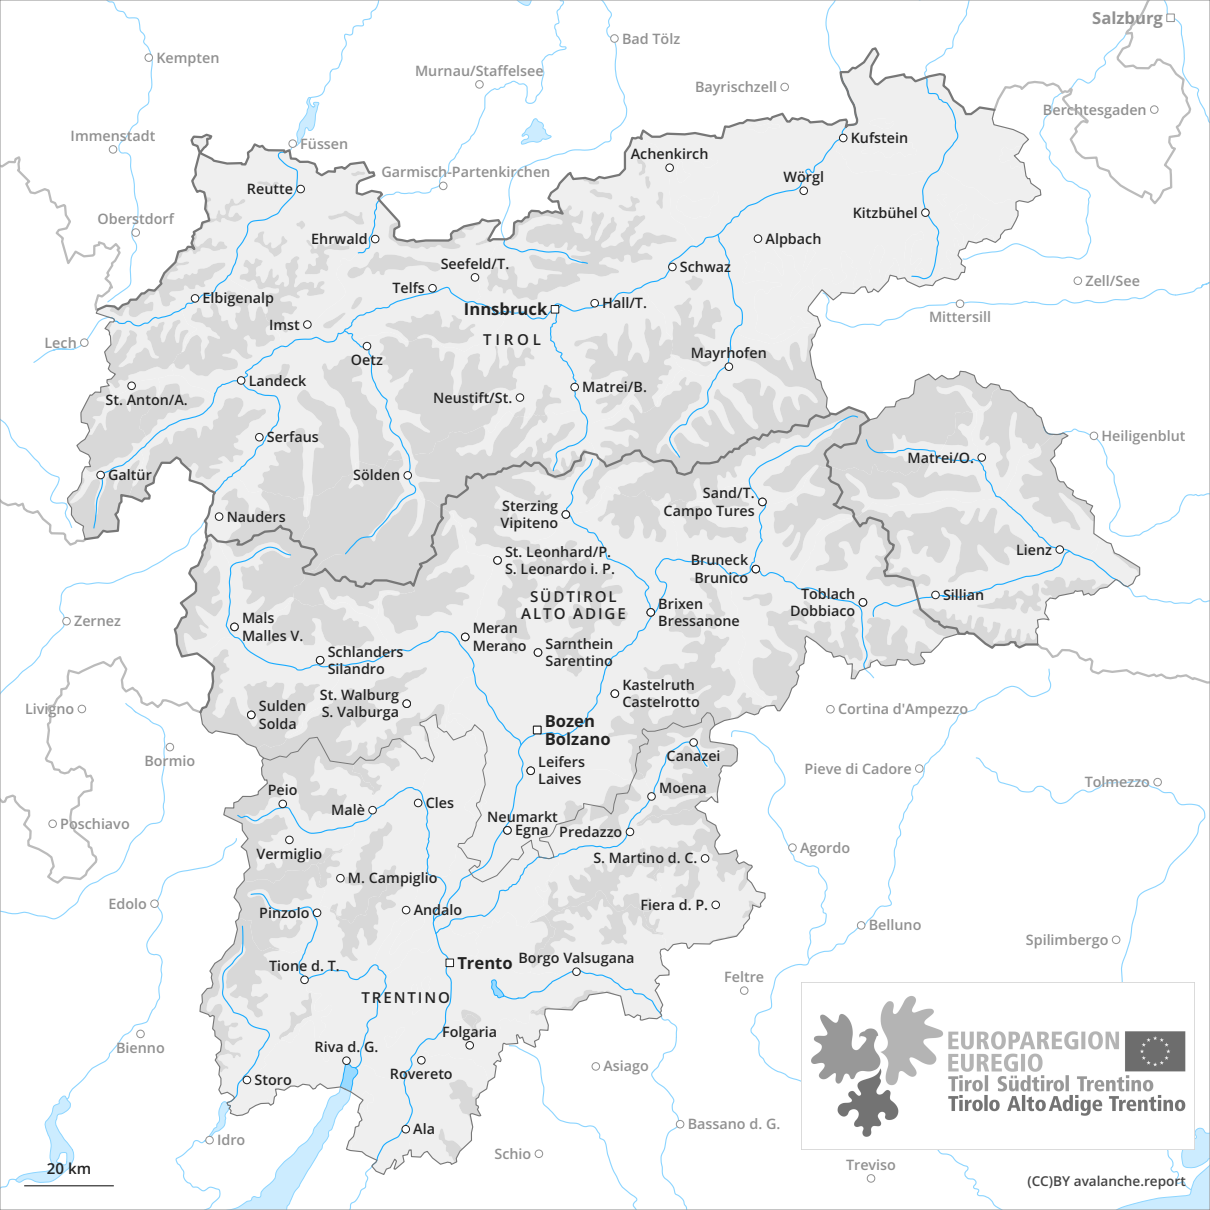 Salzburg
Kempten
Bad Tölz
Murnau/Staffelsee
Bayrischzell
Berchtesgaden
Immenstadt
Füssen
Kufstein
Achenkirch
Garmisch-Partenkirchen
Reutte
Wörgl
Oberstdorf
Kitzbühel
Ehrwald
Alpbach
Seefeld/T.
Schwaz
Zell/See
Telfs
Elbigenalp
Hall/T.
Innsbruck
Mittersill
Imst
TIROL
Lech
Oetz
Mayrhofen
Landeck
Matrei/B.
St. Anton/A.
Neustift/St.
Serfaus
Heiligenblut
Matrei/O.
Galtür
Sölden
Sand/T.
Campo Tures
Sterzing
Vipiteno
Nauders
St. Leonhard/P.
S. Leonardo i. P.
Lienz
Bruneck
Brunico
Sillian
Toblach
Dobbiaco
SÜDTIROL
ALTO ADIGE
Brixen
Bressanone
Zernez
Mals
Malles V.
Meran
Merano
Sarnthein
Sarentino
Schlanders
Silandro
Kastelruth
Castelrotto
St. Walburg
S. Valburga
Sulden
Solda
Livigno
Cortina d'Ampezzo
Bozen
Bolzano
Bormio
Canazei
Leifers
Laives
Pieve di Cadore
Tolmezzo
Moena
Peio
Malè
Cles
Neumarkt
Egna
Predazzo
Poschiavo
Vermiglio
Agordo
S. Martino d. C.
M. Campiglio
Edolo
Pinzolo
Andalo
Fiera d. P.
Belluno
Spilimbergo
Tione d. T.
Trento
Borgo Valsugana
Feltre
TRENTINO
Folgaria
Bienno
Riva d. G.
Rovereto
Asiago
Storo
EUROPAREGION
EUREGIO
Tirol Südtirol Trentino
Tirolo Alto Adige Trentino
Ala
Bassano d. G.
Idro
Schio
Treviso
20 km
(CC)BY avalanche.report